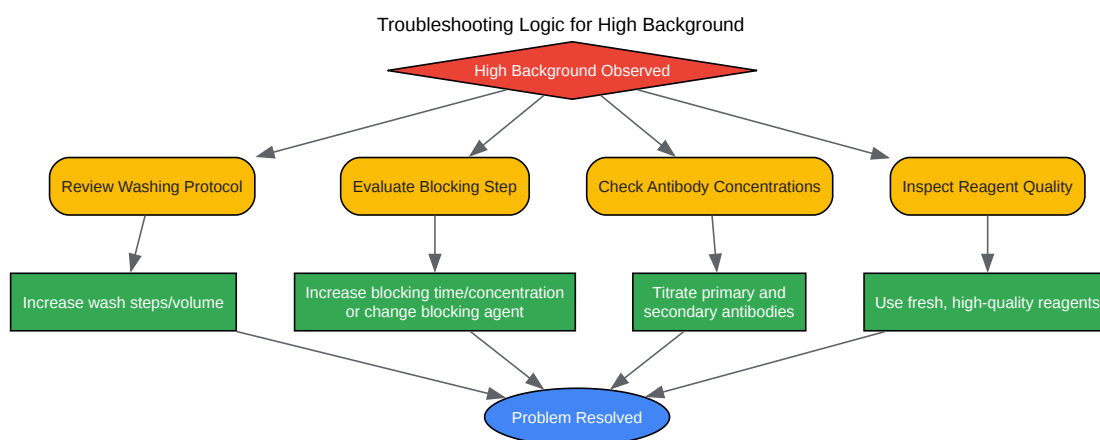 Troubleshooting Logic for High Background
High Background Observed
Review Washing Protocol
Evaluate Blocking Step
Check Antibody Concentrations
Inspect Reagent Quality
Increase wash steps/volume
Increase blocking time/concentration
or change blocking agent
Titrate primary and
secondary antibodies
Use fresh, high-quality reagents
Problem Resolved